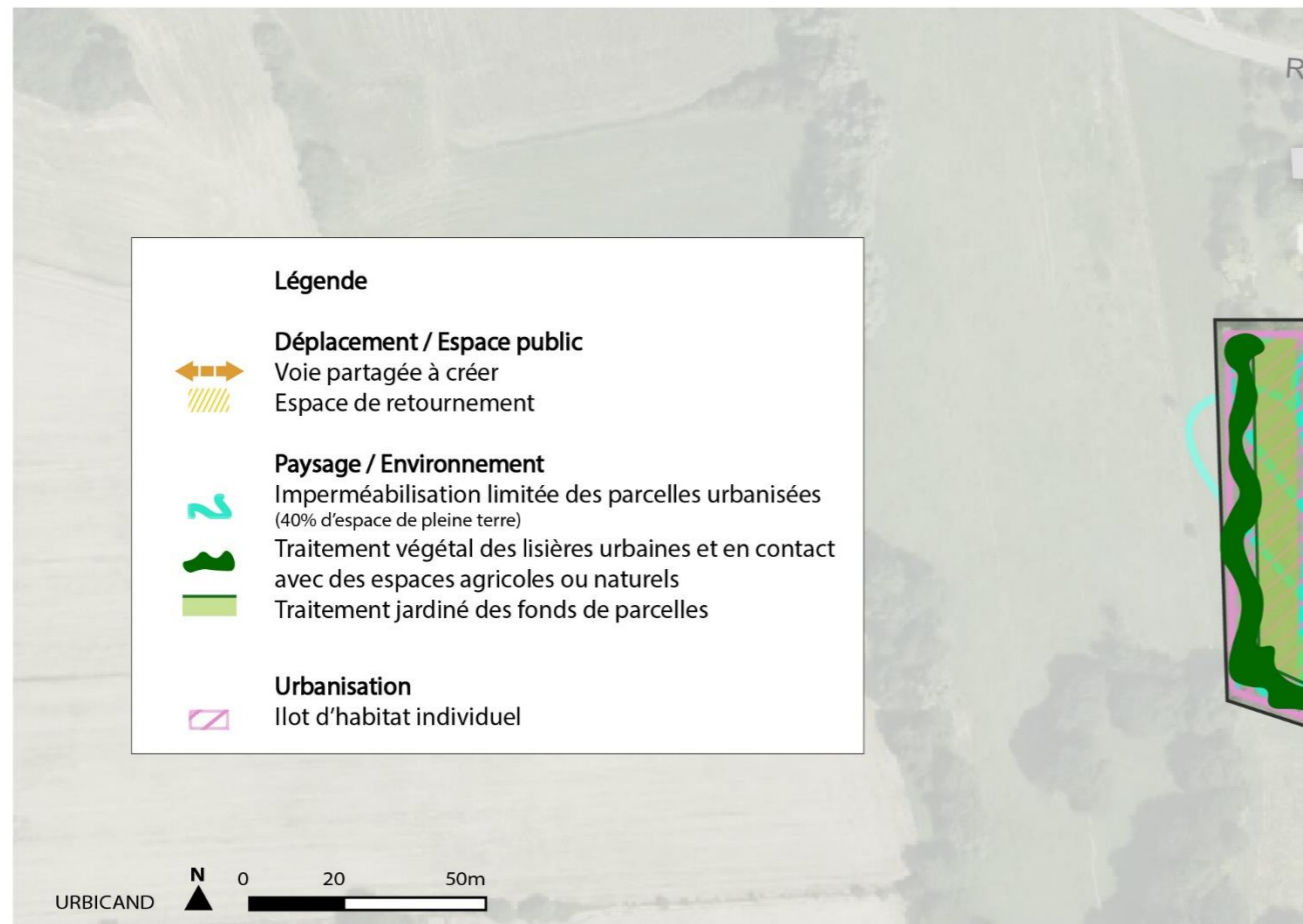 R
Légende
Déplacement / Espace public
Voie partagée à créer
Espace de retournement
Paysage / Environnement
Imperméabilisation limitée des parcelles urbanisées
(40% d'espace de pleine terre)
Traitement végétal des lisières urbaines et en contact
avec des espaces agricoles ou naturels
Traitement jardiné des fonds de parcelles
Urbanisation
Ilot d'habitat individuel
URBICAND
N
0 20 50m